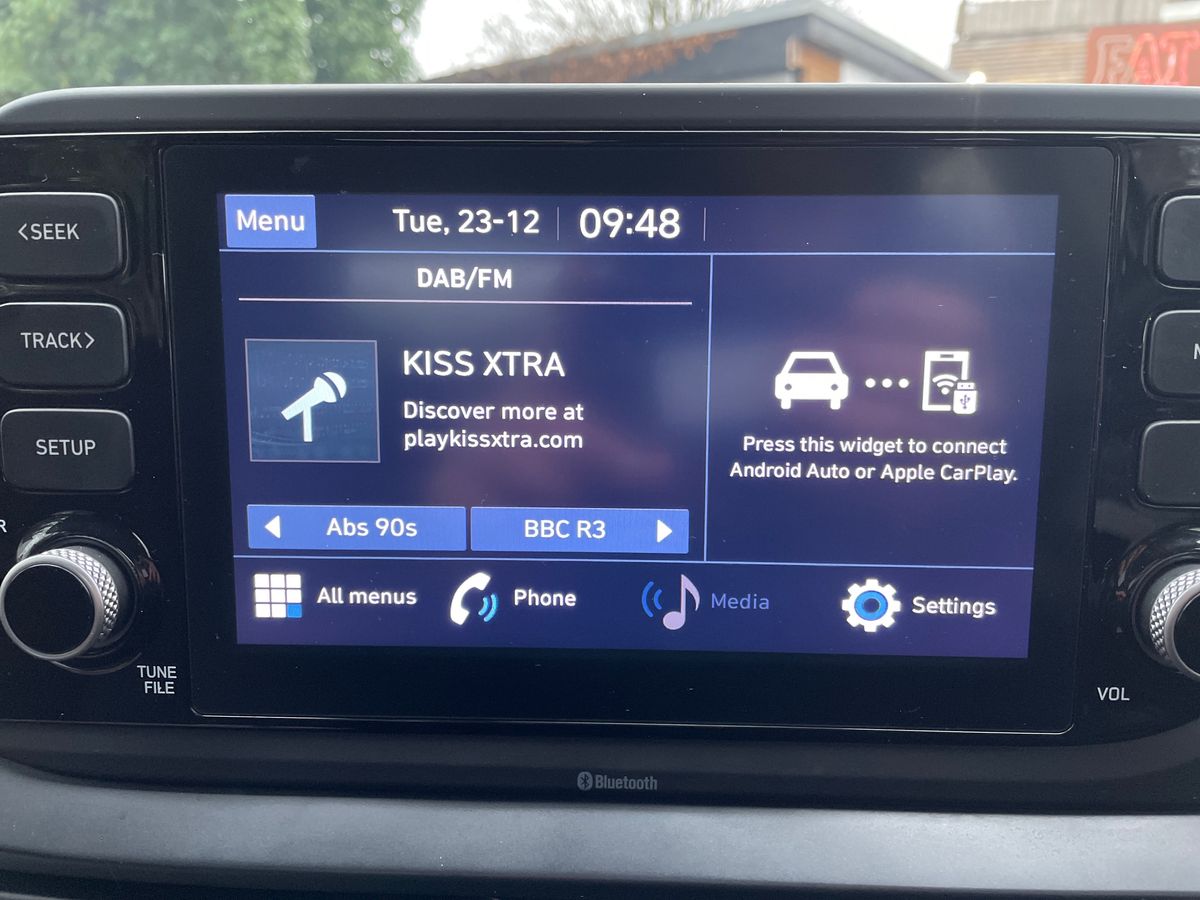 EAT
<SEEK
TRACK>
SETUP
TUNE
FILE
Menu
Tue, 23-12
09:48
DAB/FM
KISS XTRA
Discover more at
playkissxtra.com
Abs 90s
BBC R3
Press this widget to connect
Android Auto or Apple CarPlay.
All menus
Phone
Media
Settings
VOL
Bluetooth